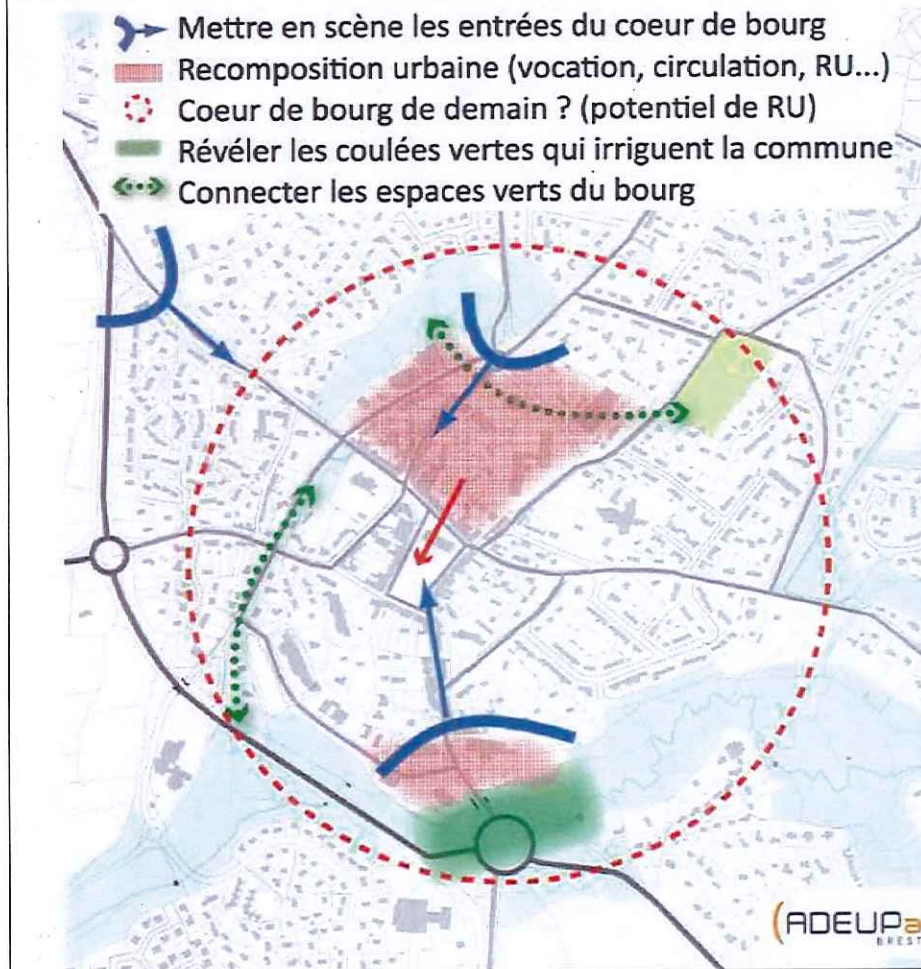 Mettre en scène les entrées du coeur de bourg
Recomposition urbaine (vocation, circulation, RU...)
Coeur de bourg de demain ? (potentiel de RU)
Révéler les coulées vertes qui irriguent la commune
Connecter les espaces verts du bourg
(ADEUPa
BREST